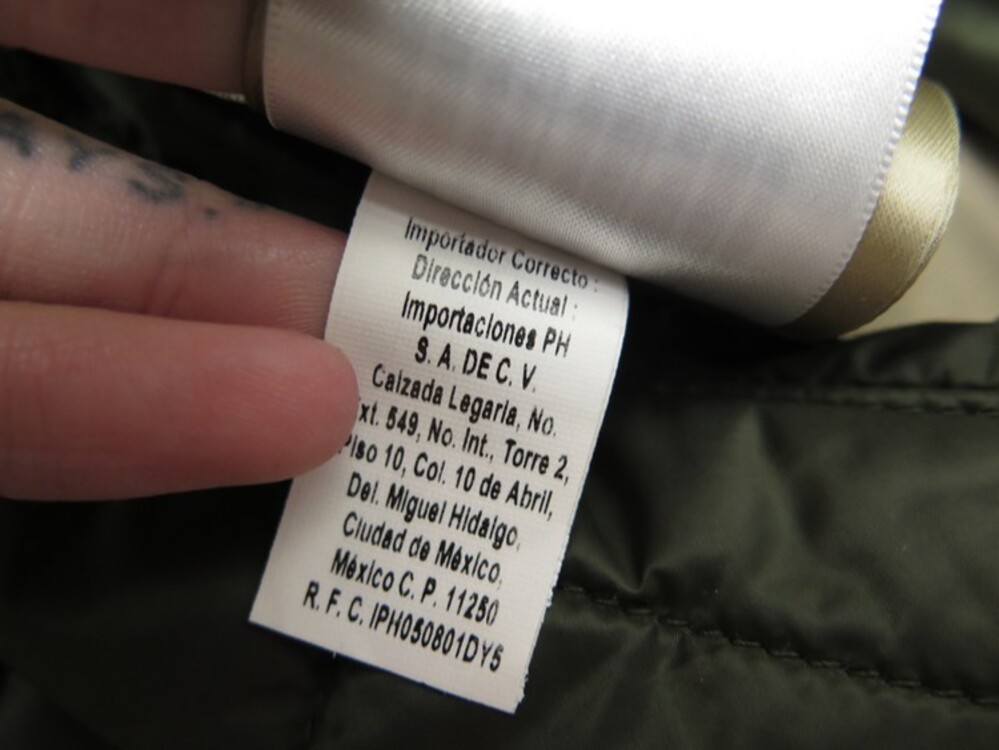 Importador Correcto :
Dirección Actual :
Importaciones PH
S. A. DE C. V.
Calzada Legaria, No.
Ext. 549, No. Int., Torre 2,
Piso 10, Col. 10 de Abril,
Del. Miguel Hidalgo,
Ciudad de México,
México C. P. 11250
R. F. C. IPH050801DY5